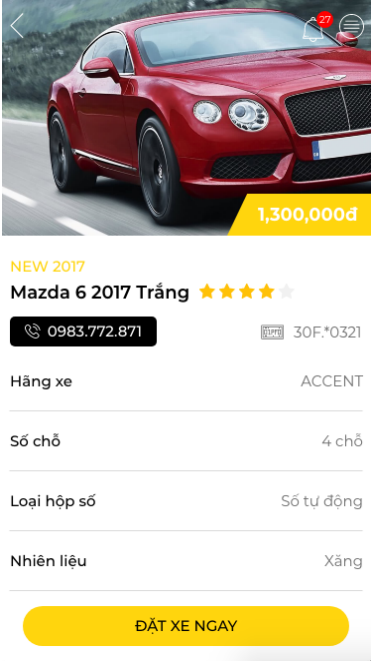 27
1,300,000đ
NEW 2017
Mazda 6 2017 Trắng
0983.772.871
30F.*0321
Hãng xe ACCENT
Số chỗ 4 chỗ
Loại hộp số Số tự động
Nhiên liệu Xăng
ĐẶT XE NGAY